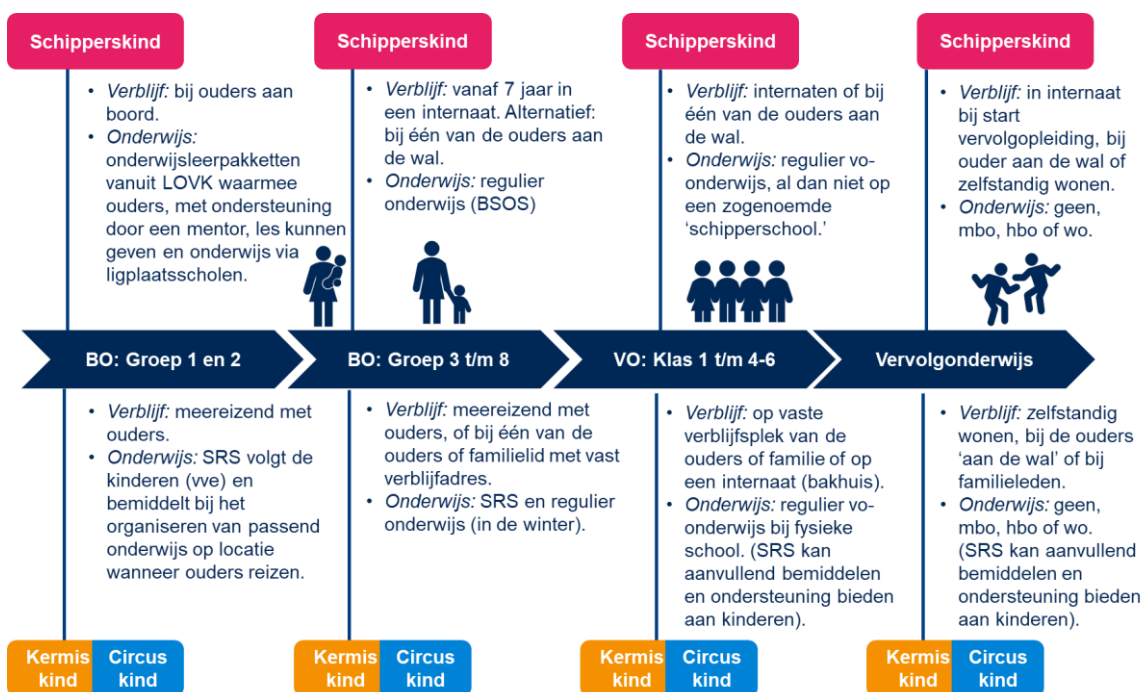 Schipperskind
• Verblijf: bij ouders aan
boord.
• Onderwijs:
onderwijsleerpakketten
vanuit LOVK waarmee
ouders, met ondersteuning
door een mentor, les kunnen
geven en onderwijs via
ligplaatsscholen.
Schipperskind
• Verblijf: vanaf 7 jaar in
een internaat. Alternatief:
bij één van de ouders aan
de wal.
• Onderwijs: regulier
onderwijs (BSOS)
Schipperskind
• Verblijf: internaten of bij
één van de ouders aan
de wal.
• Onderwijs: regulier vo-
onderwijs, al dan niet op
een zogenoemde
‘schipperschool.’
Schipperskind
• Verblijf: in internaat
bij start
vervolgopleiding, bij
ouder aan de wal of
zelfstandig wonen.
• Onderwijs: geen,
mbo, hbo of wo.
BO: Groep 1 en 2
BO: Groep 3 t/m 8
VO: Klas 1 t/m 4-6
Vervolgonderwijs
• Verblijf: meereizend met
ouders.
• Onderwijs: SRS volgt de
kinderen (vve) en
bemiddelt bij het
organiseren van passend
onderwijs op locatie
wanneer ouders reizen.
Kermis
kind
Circus
kind
• Verblijf: meereizend met
ouders, of bij één van de
ouders of familielid met vast
verblijfadres.
• Onderwijs: SRS en regulier
onderwijs (in de winter).
Kermis
kind
Circus
kind
• Verblijf: op vaste
verblijfsplek van de
ouders of familie of op
een internaat (bakhuis).
• Onderwijs: regulier vo-
onderwijs bij fysieke
school. (SRS kan
aanvullend bemiddelen
en ondersteuning bieden
aan kinderen).
Kermis
kind
Circus
kind
• Verblijf: zelfstandig
wonen, bij de ouders
‘aan de wal’ of bij
familieleden.
• Onderwijs: geen,
mbo, hbo of wo.
(SRS kan aanvullend
bemiddelen en
ondersteuning bieden
aan kinderen).
Kermis
kind
Circus
kind